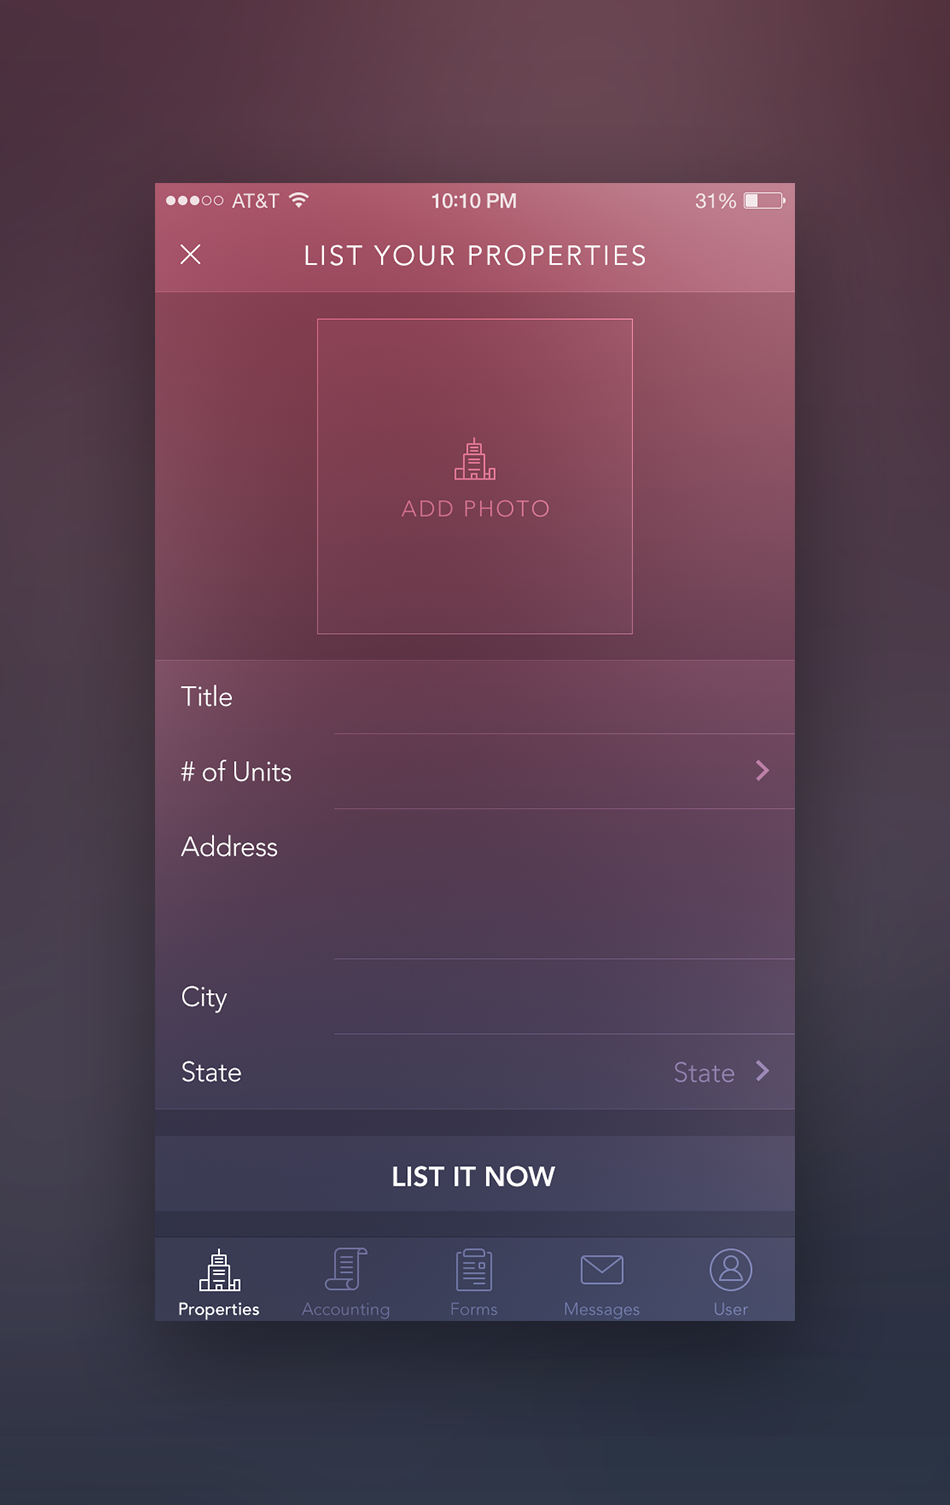 AT&T 10:10 PM 31%
LIST YOUR PROPERTIES
ADD PHOTO
Title
# of Units
Address
City
State State
LIST IT NOW
Properties Accounting Forms Messages User